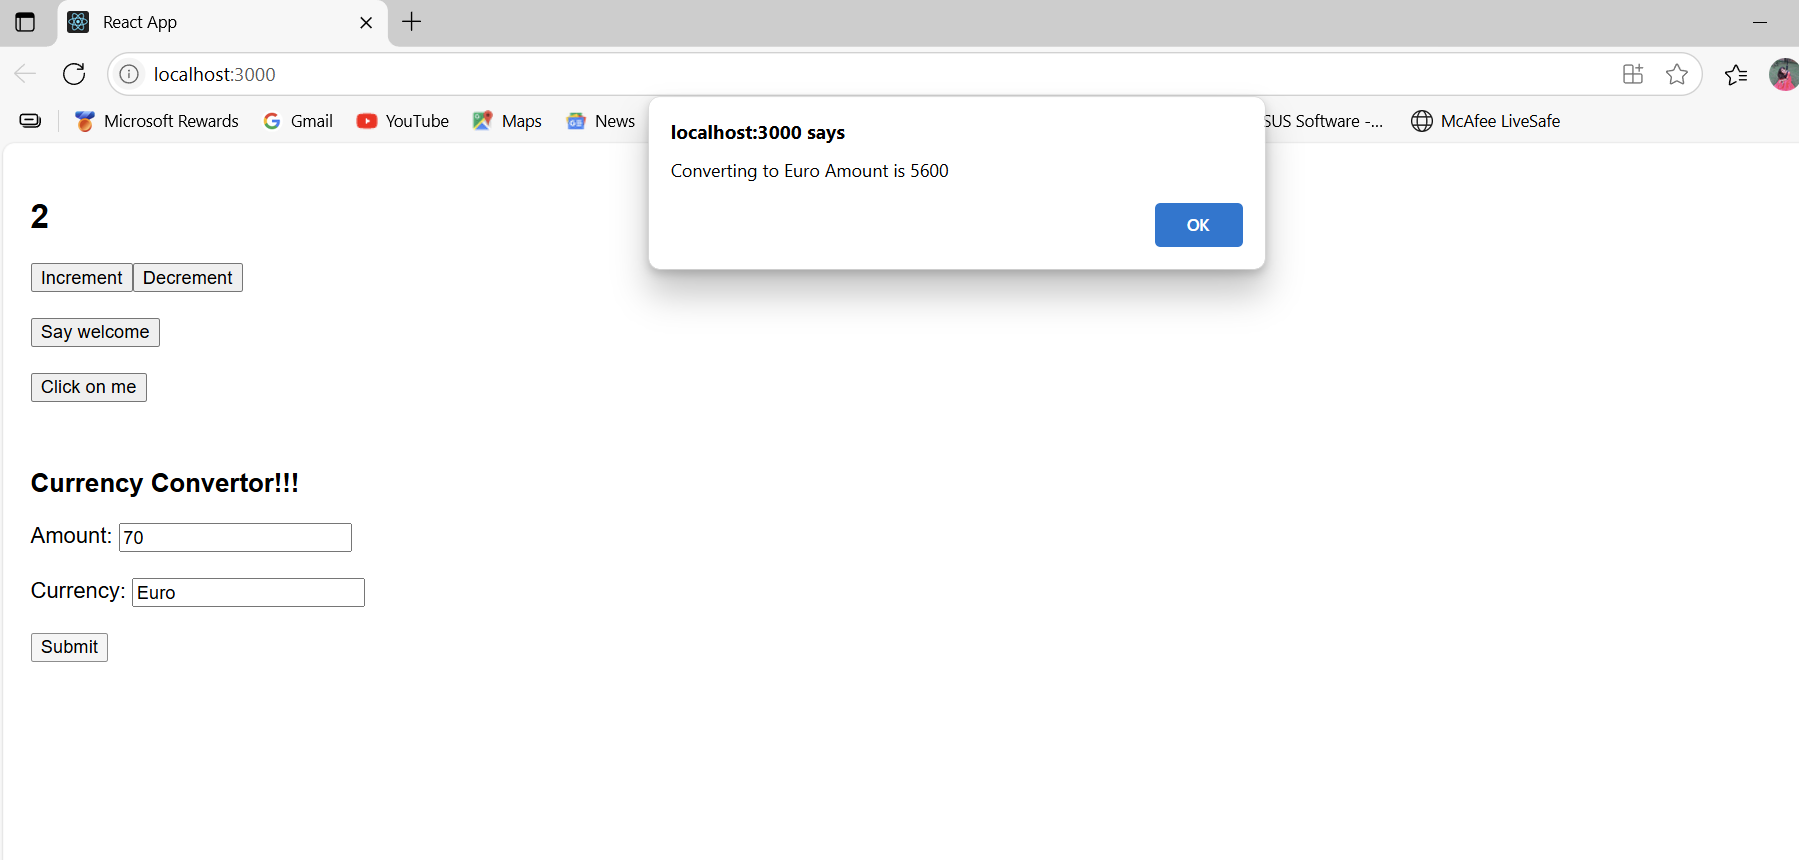 React App
localhost:3000
Microsoft Rewards Gmail YouTube Maps News SUS Software -... McAfee LiveSafe
localhost:3000 says
Converting to Euro Amount is 5600
OK
2
Increment Decrement
Say welcome
Click on me
Currency Convertor!!!
Amount: 70
Currency: Euro
Submit